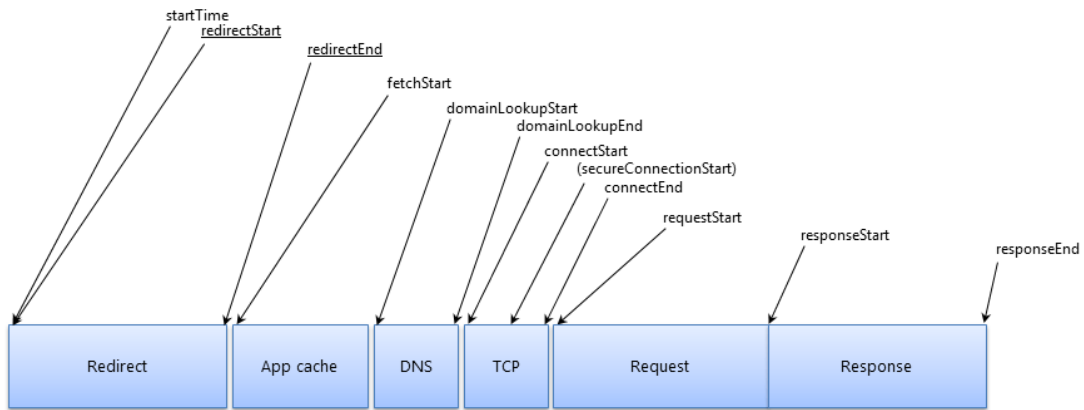 startTime
redirectStart
redirectEnd
fetchStart
domainLookupStart
domainLookupEnd
connectStart
(secureConnectionStart)
connectEnd
requestStart
responseStart
responseEnd
Redirect
App cache
DNS
TCP
Request
Response